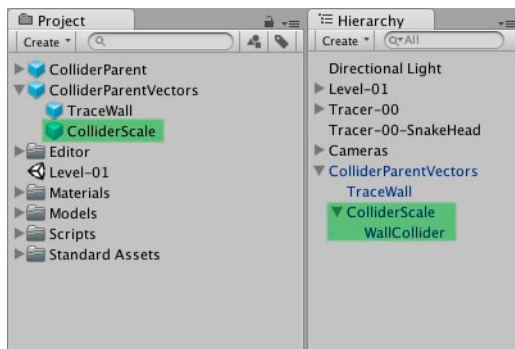 Project
Create
ColliderParent
ColliderParentVectors
TraceWall
ColliderScale
Editor
Level-01
Materials
Models
Scripts
Standard Assets
Hierarchy
Create
All
Directional Light
Level-01
Tracer-00
Tracer-00-SnakeHead
Cameras
ColliderParentVectors
TraceWall
ColliderScale
WallCollider